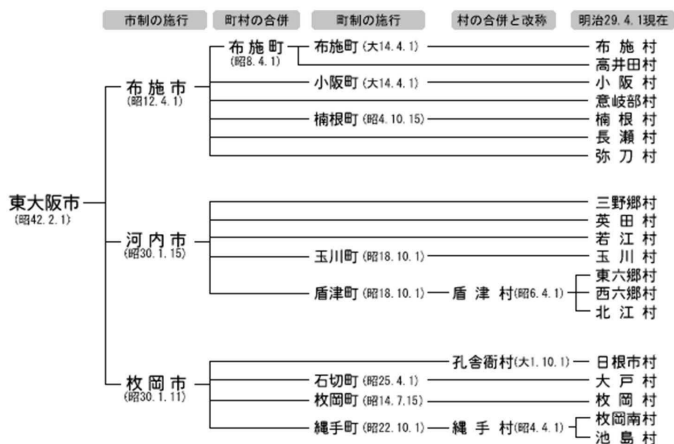 市制の施行 町村の合併 町制の施行 村の合併と改称 明治29.4.1現在
布施町 (昭8.4.1) 布施町 (大14.4.1) 布施村
高井田村
布施市 (昭12.4.1) 小阪町 (大14.4.1) 小阪村
意岐部村
楠根町 (昭4.10.15) 楠根村
長瀬村
弥刀村
東大阪市 (昭42.2.1) 三野郷村
英田村
河内市 (昭30.1.15) 若江村
玉川町 (昭18.10.1) 玉川村
東六郷村
盾津町 (昭18.10.1) 盾津村 (昭6.4.1) 西六郷村
北江村
孔舎衙村 (大1.10.1) 日根市村
枚岡市 (昭30.1.11) 石切町 (昭25.4.1) 大戸村
枚岡町 (昭14.7.15) 枚岡村
枚岡南村
縄手町 (昭22.10.1) 縄手村 (昭4.4.1)
池島村